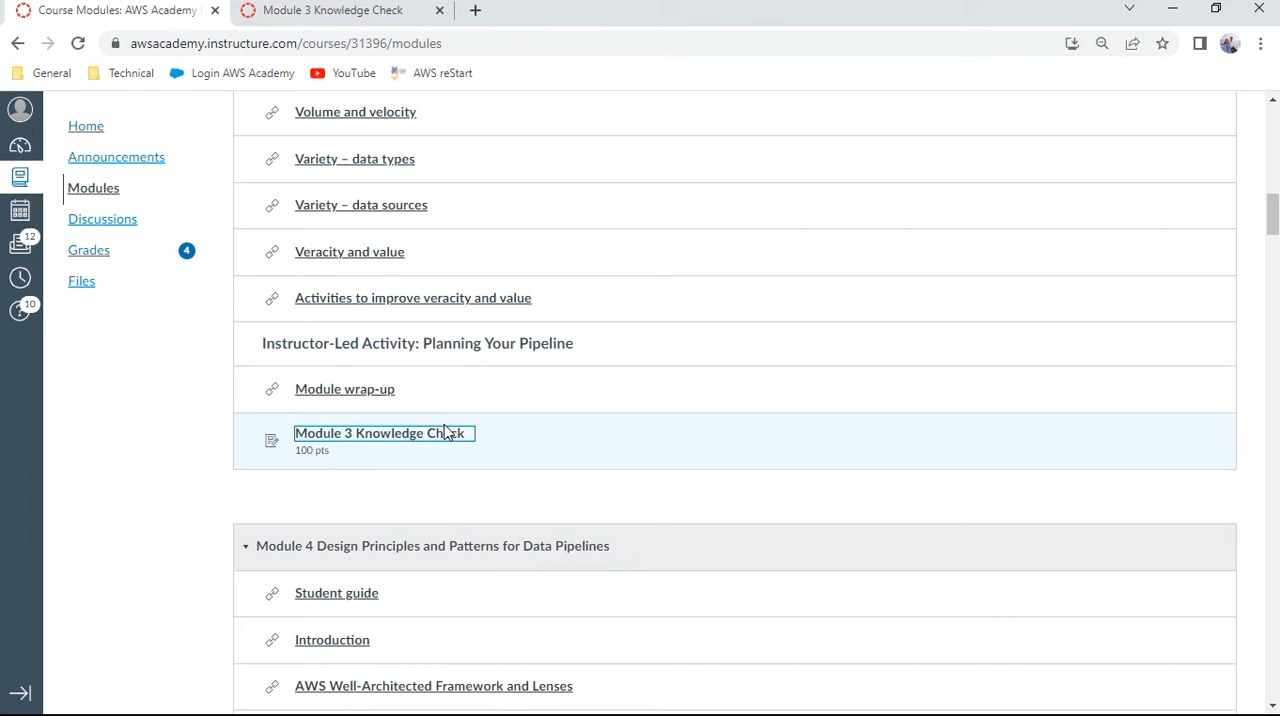 Course Modules: AWS Academy
Module 3 Knowledge Check
awsacademy.instructure.com/courses/31396/modules
General
Technical
Login AWS Academy
YouTube
AWS reStart
Home
Announcements
Modules
Discussions
Grades
4
Files
12
10
Volume and velocity
Variety – data types
Variety – data sources
Veracity and value
Activities to improve veracity and value
Instructor-Led Activity: Planning Your Pipeline
Module wrap-up
Module 3 Knowledge Check
100 pts
Module 4 Design Principles and Patterns for Data Pipelines
Student guide
Introduction
AWS Well-Architected Framework and Lenses